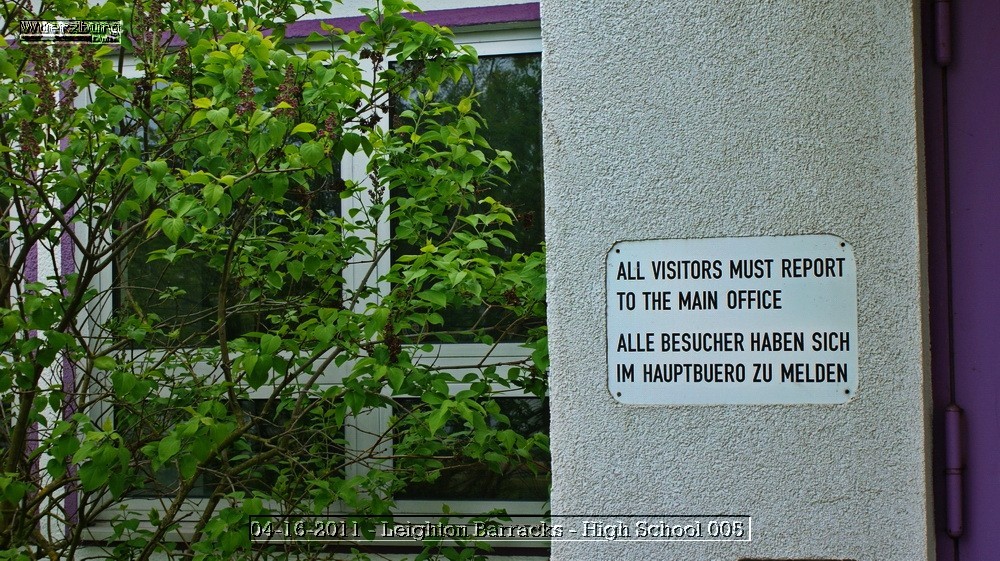 Wuerzburg
ALL VISITORS MUST REPORT
TO THE MAIN OFFICE
ALLE BESUCHER HABEN SICH
IM HAUPTBUERO ZU MELDEN
04-16-2011 - Leighton Barracks - High School 005